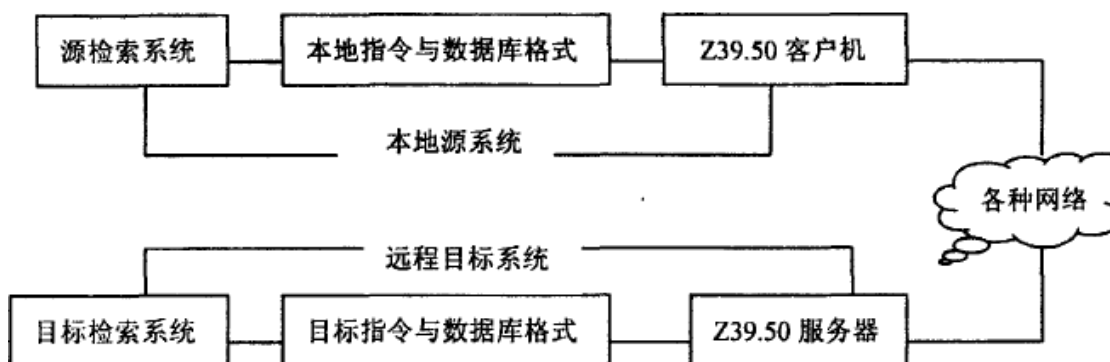 源检索系统
本地指令与数据库格式
Z39.50 客户机
本地源系统
各种网络
远程目标系统
目标检索系统
目标指令与数据库格式
Z39.50 服务器